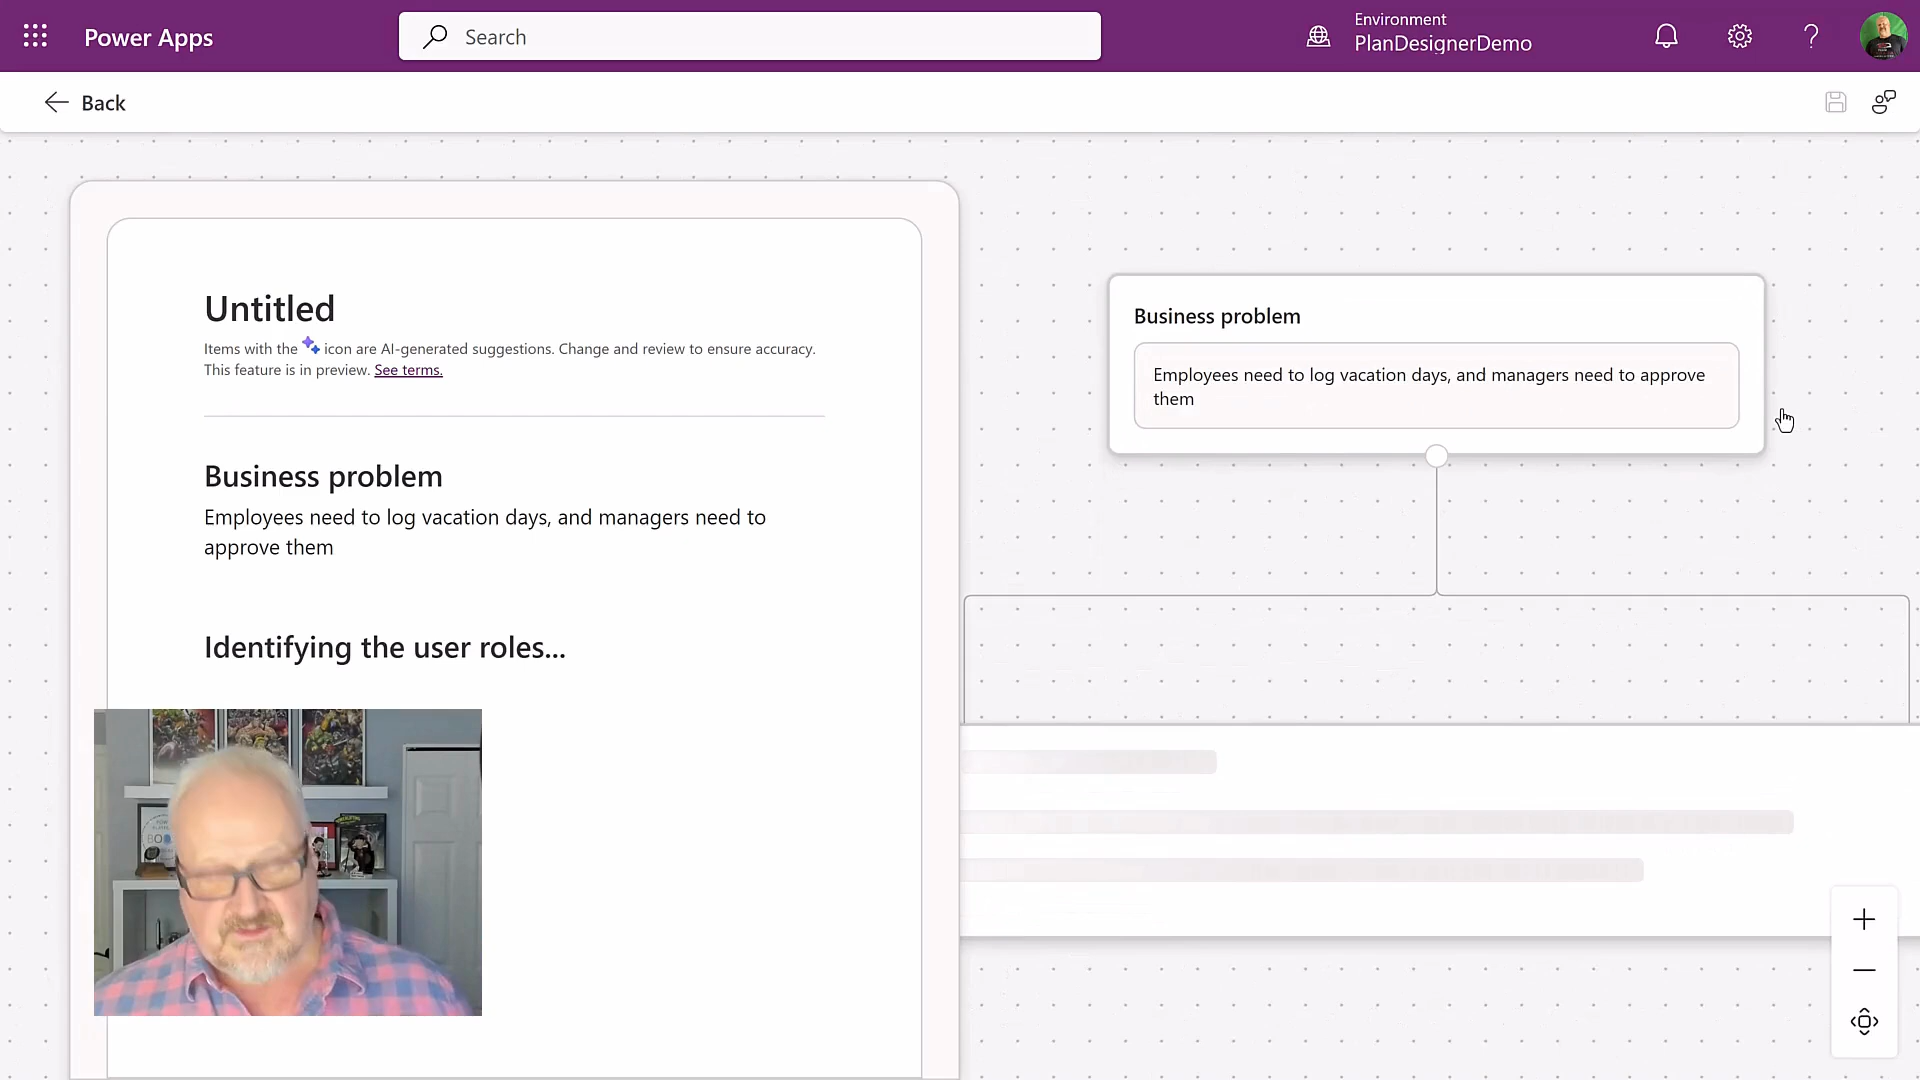 Power Apps
Search
Environment
PlanDesignerDemo
Back
Untitled
Items with the icon are AI-generated suggestions. Change and review to ensure accuracy.
This feature is in preview. See terms.
Business problem
Employees need to log vacation days, and managers need to
approve them
Identifying the user roles...
Business problem
Employees need to log vacation days, and managers need to approve
them